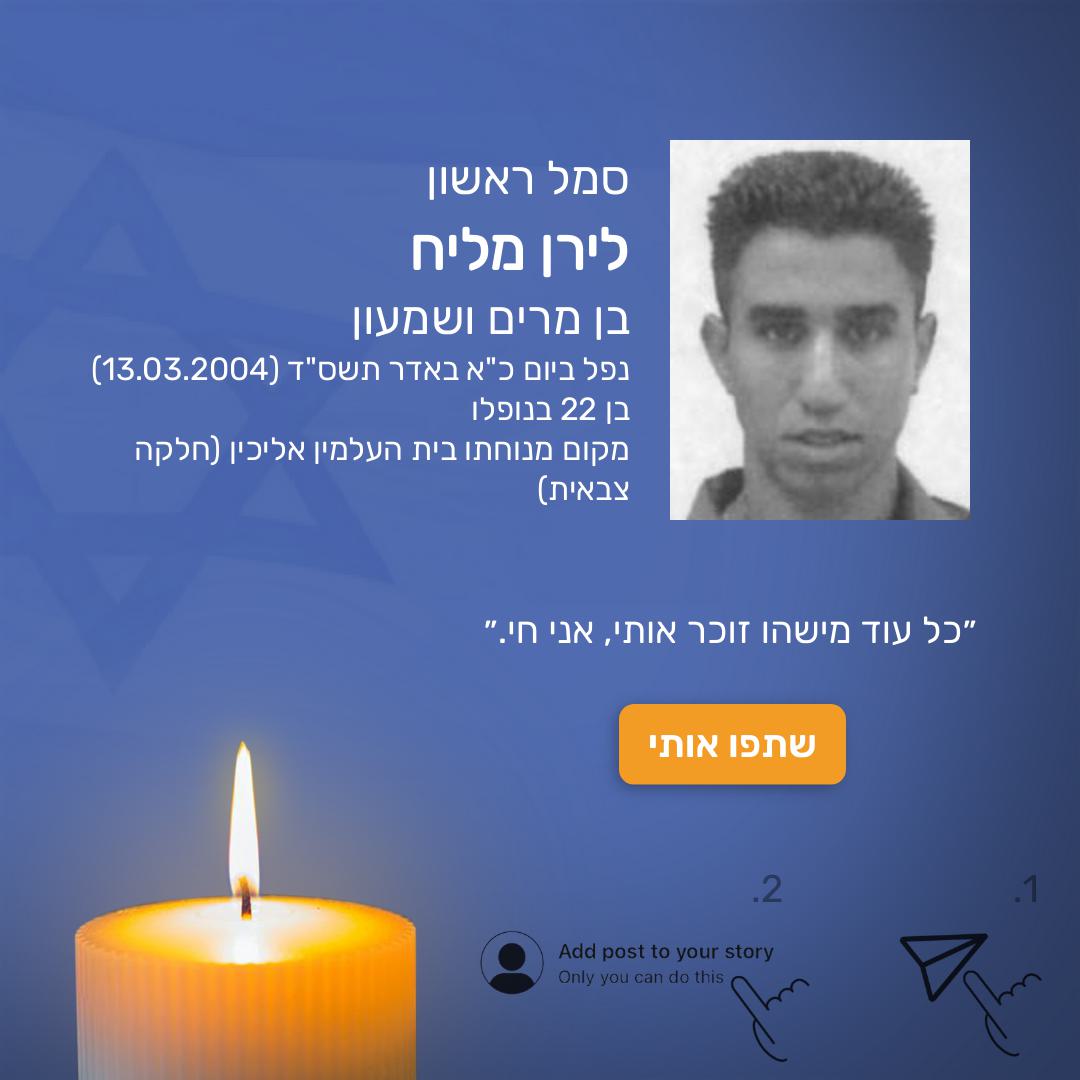 סמל ראשון
לירן מליח
בן מרים ושמעון
נפל ביום כ"א באדר תשס"ד (13.03.2004)
בן 22 בנופלו
מקום מנוחתו בית העלמין אליכין (חלקה
צבאית)
״כל עוד מישהו זוכר אותי, אני חי.״
שתפו אותי
1.
2.
Add post to your story
Only you can do this